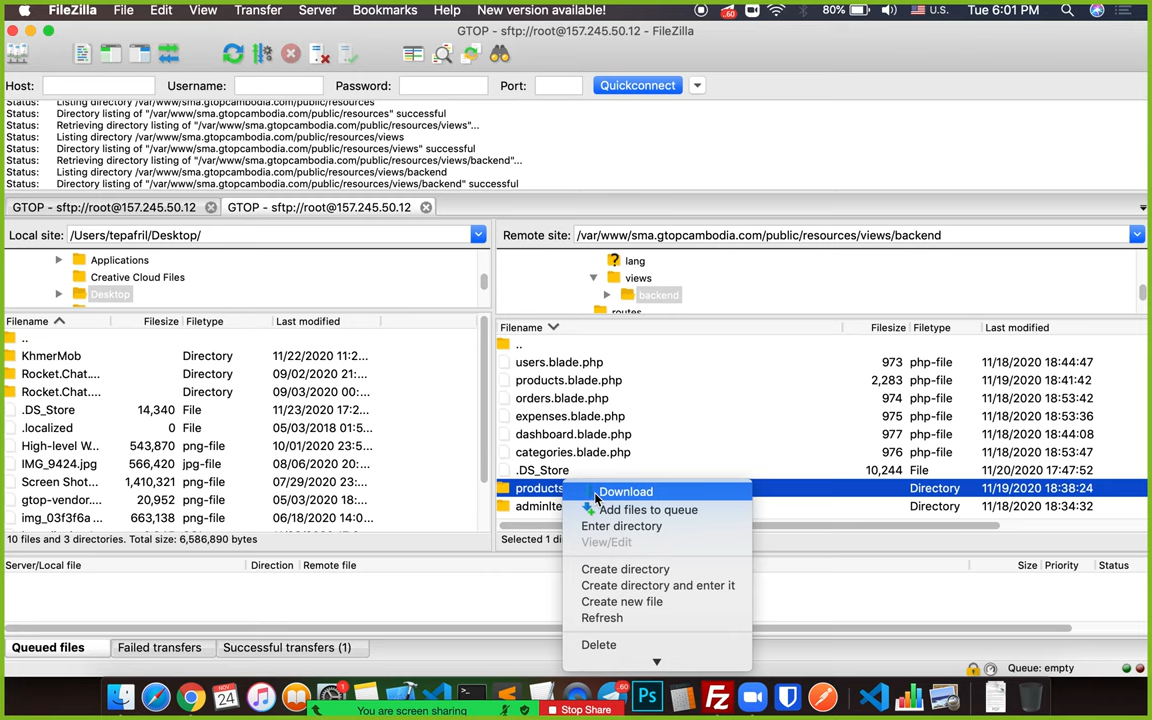 FileZilla File Edit View Transfer Server Bookmarks Help New version available! .60 80% U.S. Tue 6:01 PM
GTOP - sftp://root@157.245.50.12 - FileZilla
Host: Username: Password: Port: Quickconnect
Status: Listing directory /var/www/sma.gtopcambodia.com/public/resources
Status: Directory listing of "/var/www/sma.gtopcambodia.com/public/resources" successful
Status: Retrieving directory listing of "/var/www/sma.gtopcambodia.com/public/resources/views"...
Status: Listing directory /var/www/sma.gtopcambodia.com/public/resources/views
Status: Directory listing of "/var/www/sma.gtopcambodia.com/public/resources/views" successful
Status: Retrieving directory listing of "/var/www/sma.gtopcambodia.com/public/resources/views/backend"...
Status: Listing directory /var/www/sma.gtopcambodia.com/public/resources/views/backend
Status: Directory listing of "/var/www/sma.gtopcambodia.com/public/resources/views/backend" successful
GTOP - sftp://root@157.245.50.12 GTOP - sftp://root@157.245.50.12
Local site: /Users/tepafril/Desktop/
Applications
Creative Cloud Files
Desktop
Filename Filesize Filetype Last modified
..
KhmerMob Directory 11/22/2020 11:2...
Rocket.Chat.... Directory 09/02/2020 21:...
Rocket.Chat.... Directory 09/03/2020 00:...
.DS_Store 14,340 File 11/23/2020 17:2...
.localized 0 File 05/03/2018 01:5...
High-level W... 543,870 png-file 10/01/2020 23:5...
IMG_9424.jpg 566,420 jpg-file 08/06/2020 20:...
Screen Shot... 1,410,321 png-file 07/29/2020 23:...
gtop-vendor.... 20,952 png-file 05/03/2020 18:...
img_03f3f6a ... 663,138 png-file 06/18/2020 14:0...
10 files and 3 directories. Total size: 6,586,890 bytes
Remote site: /var/www/sma.gtopcambodia.com/public/resources/views/backend
lang
views
backend
routes
Filename Filesize Filetype Last modified
..
users.blade.php 973 php-file 11/18/2020 18:44:47
products.blade.php 2,283 php-file 11/19/2020 18:41:42
orders.blade.php 974 php-file 11/18/2020 18:53:42
expenses.blade.php 975 php-file 11/18/2020 18:53:36
dashboard.blade.php 977 php-file 11/18/2020 18:44:08
categories.blade.php 976 php-file 11/18/2020 18:53:47
.DS_Store 10,244 File 11/20/2020 17:47:52
products Directory 11/19/2020 18:38:24
adminlte Directory 11/18/2020 18:34:32
Selected 1 di
Download
Add files to queue
Enter directory
View/Edit
Create directory
Create directory and enter it
Create new file
Refresh
Delete
Server/Local file Direction Remote file Size Priority Status
Queued files Failed transfers Successful transfers (1)
Queue: empty
NOV 24 1 .60 Ps Fz
You are screen sharing Stop Share